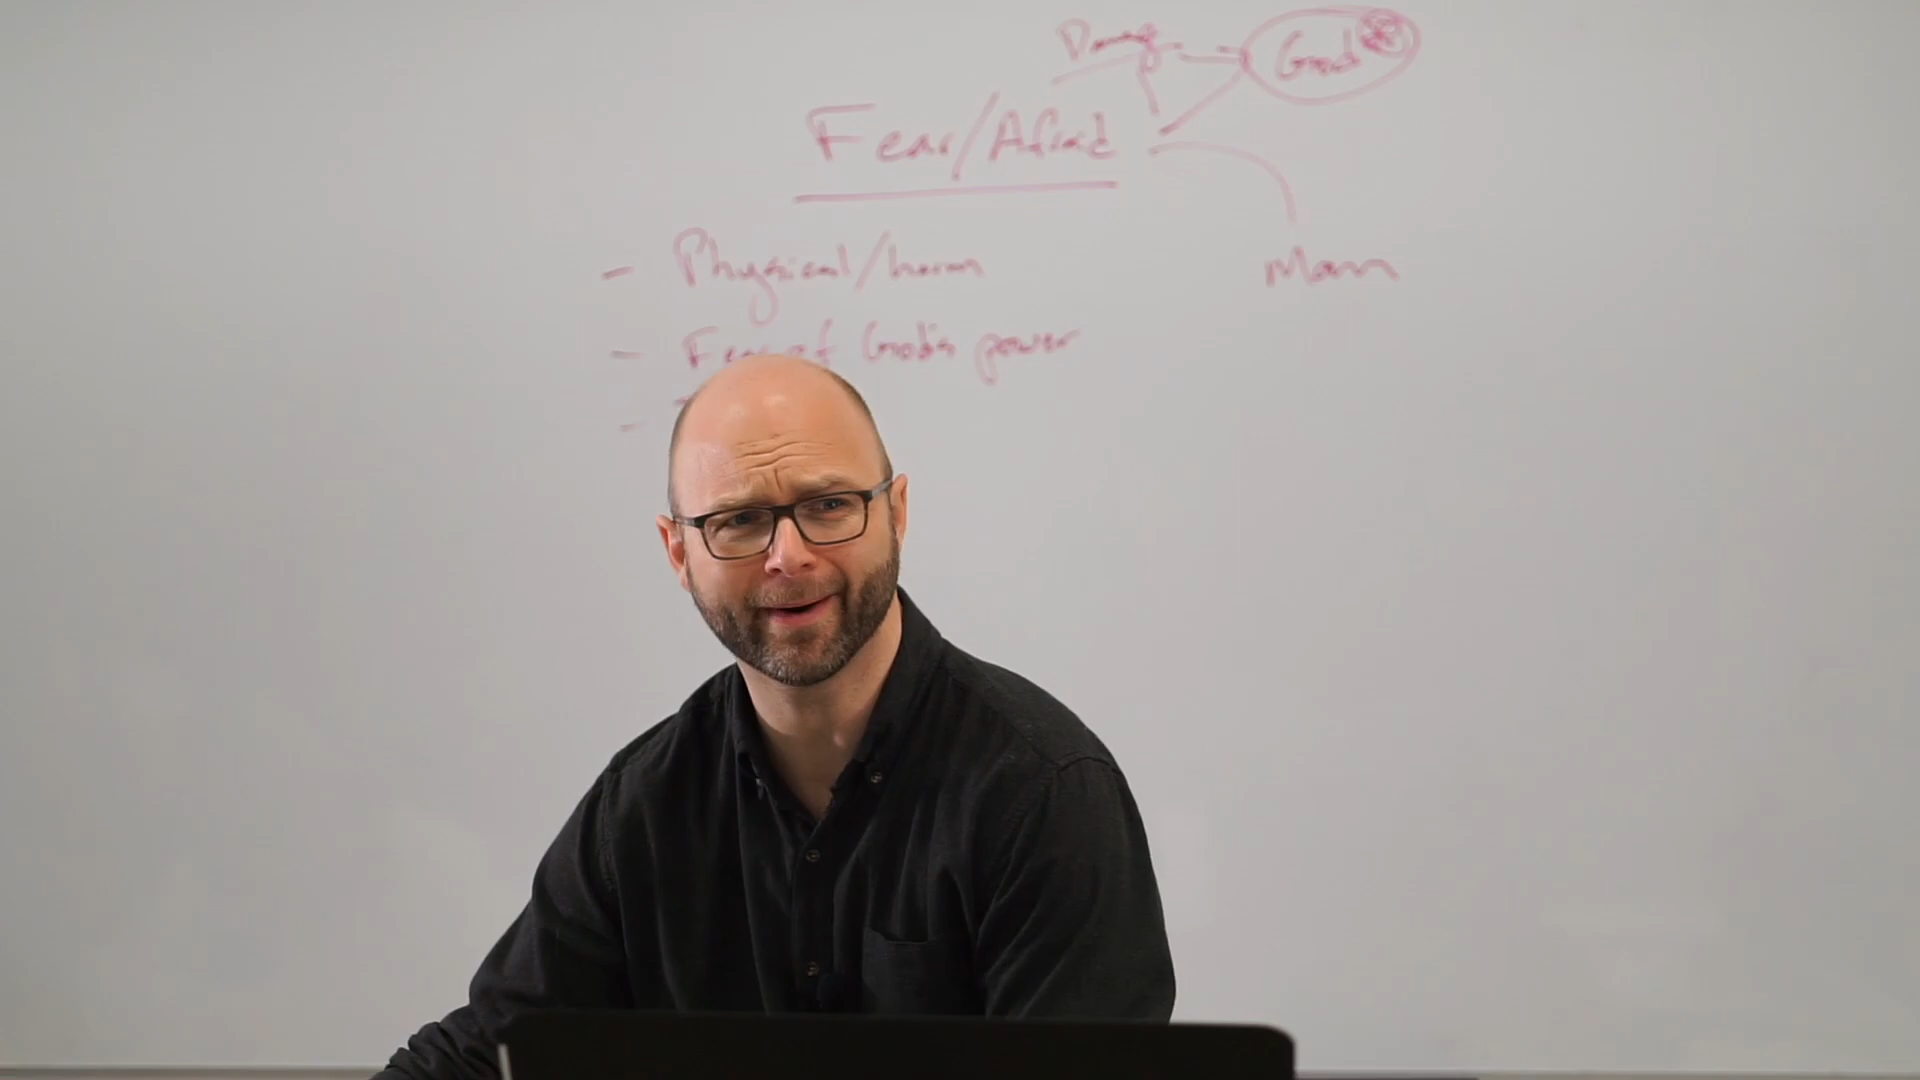 God
Fear/Afraid
Physical/harm
Man
- Fear of God's power
-